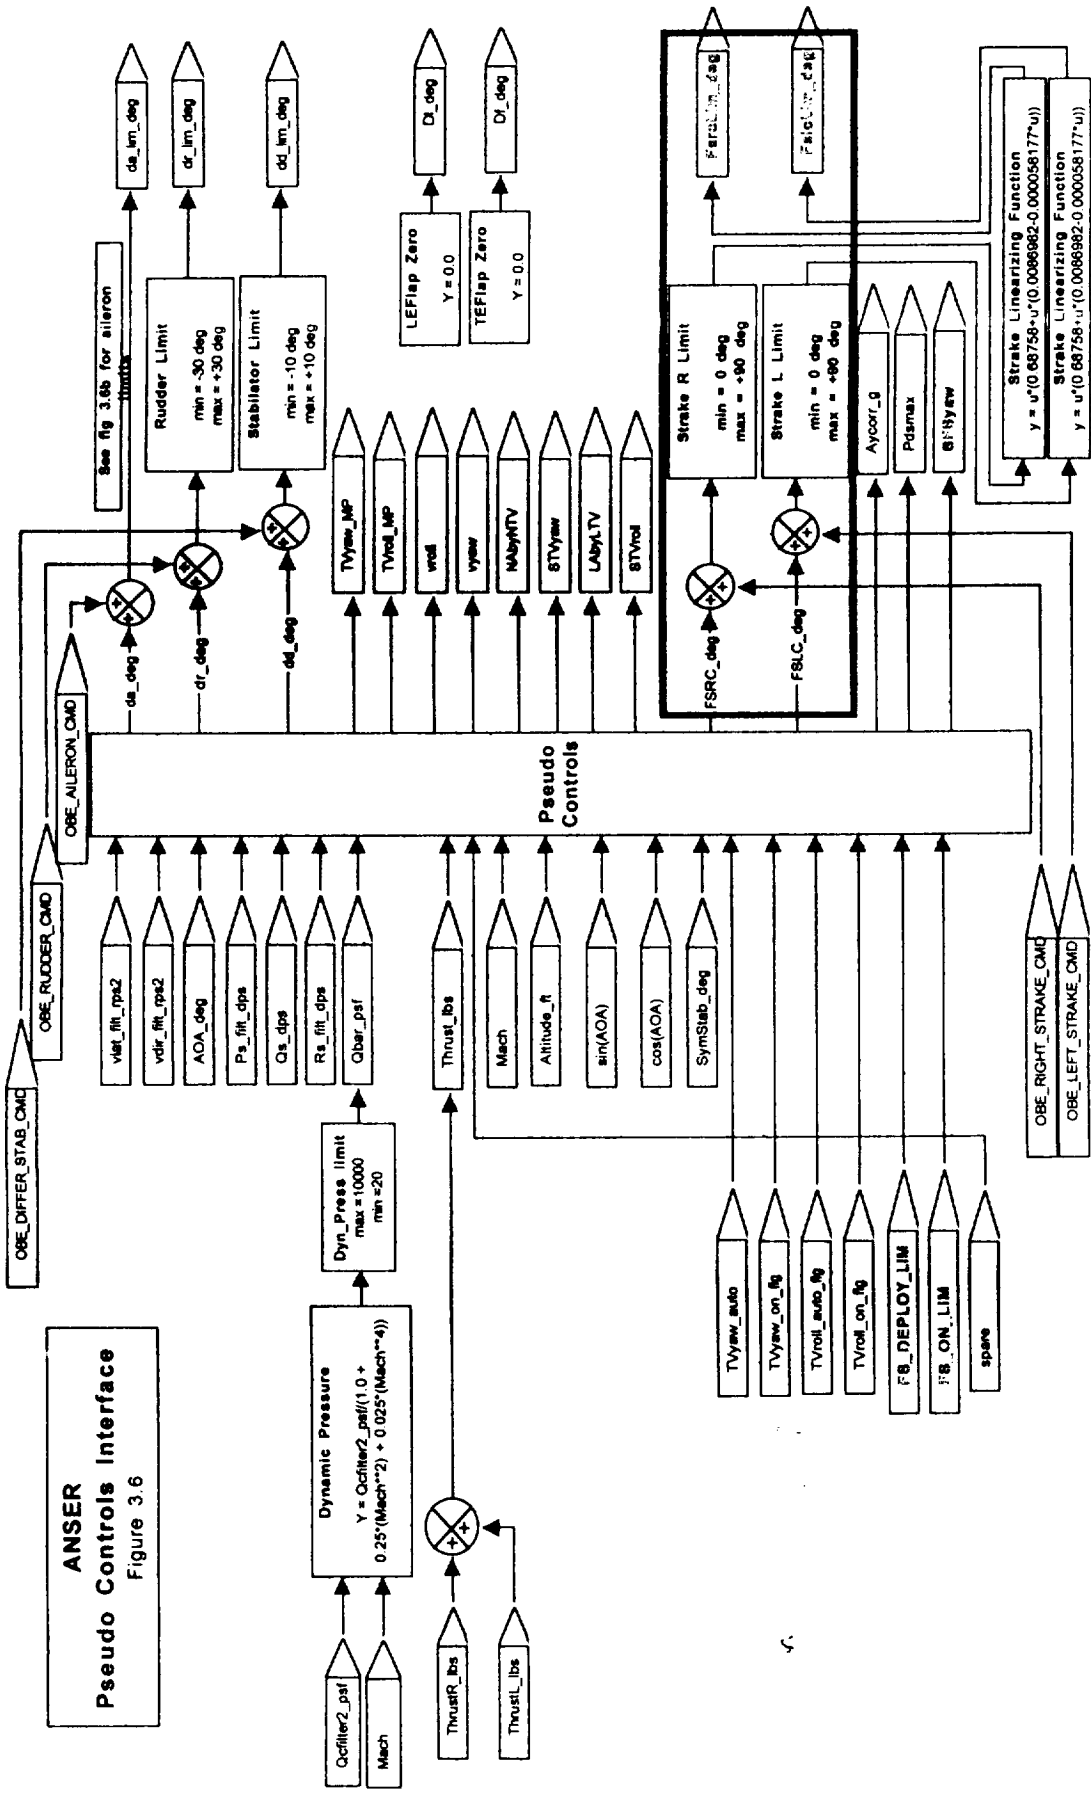 ANSER
Pseudo Controls Interface
Figure 3.6
OBE_DIFFER_STAB_CMD
OBE_RUDDER_CMD
OBE_AILERON_CMD
Qcfilter2_psf
Mach
Dynamic Pressure
Y = Qcfilter2_psf/(1.0 +
0.25*(Mach**2) + 0.025*(Mach**4))
Dyn_Press limit
max =10000
min =20
ThrustR_lbs
ThrustL_lbs
+
+
vlat_filt_rps2
vdir_filt_rps2
AOA_deg
Ps_filt_dps
Qs_dps
Rs_filt_dps
Qbar_psf
Thrust_lbs
Mach
Altitude_ft
sin(AOA)
cos(AOA)
SymStab_deg
TVyaw_auto
TVyaw_on_flg
TVroll_auto_flg
TVroll_on_flg
FS_DEPLOY_LIM
FS_ON_LIM
spare
OBE_RIGHT_STRAKE_CMD
OBE_LEFT_STRAKE_CMD
Pseudo
Controls
da_deg
+
+
dr_deg
+
+
dd_deg
+
+
See fig 3.6b for aileron
limits
Rudder Limit
min = -30 deg
max = +30 deg
Stabilator Limit
min = -10 deg
max = +10 deg
da_lim_deg
dr_lim_deg
dd_lim_deg
TVyaw_MP
TVroll_MP
vroll
vyaw
NAbyNTV
STVyaw
LAbyLTV
STVroll
LEFlap Zero
Y = 0.0
TEFlap Zero
Y = 0.0
Dl_deg
Df_deg
FSRC_deg
+
+
FSLC_deg
+
+
Strake R Limit
min = 0 deg
max = +90 deg
Strake L Limit
min = 0 deg
max = +90 deg
Aycorr_g
Pdsmax
Strake Linearizing Function
y = u*(0.68758+u*(0.0086982-0.000058177*u))
Strake Linearizing Function
y = u*(0.68758+u*(0.0086982-0.000058177*u))